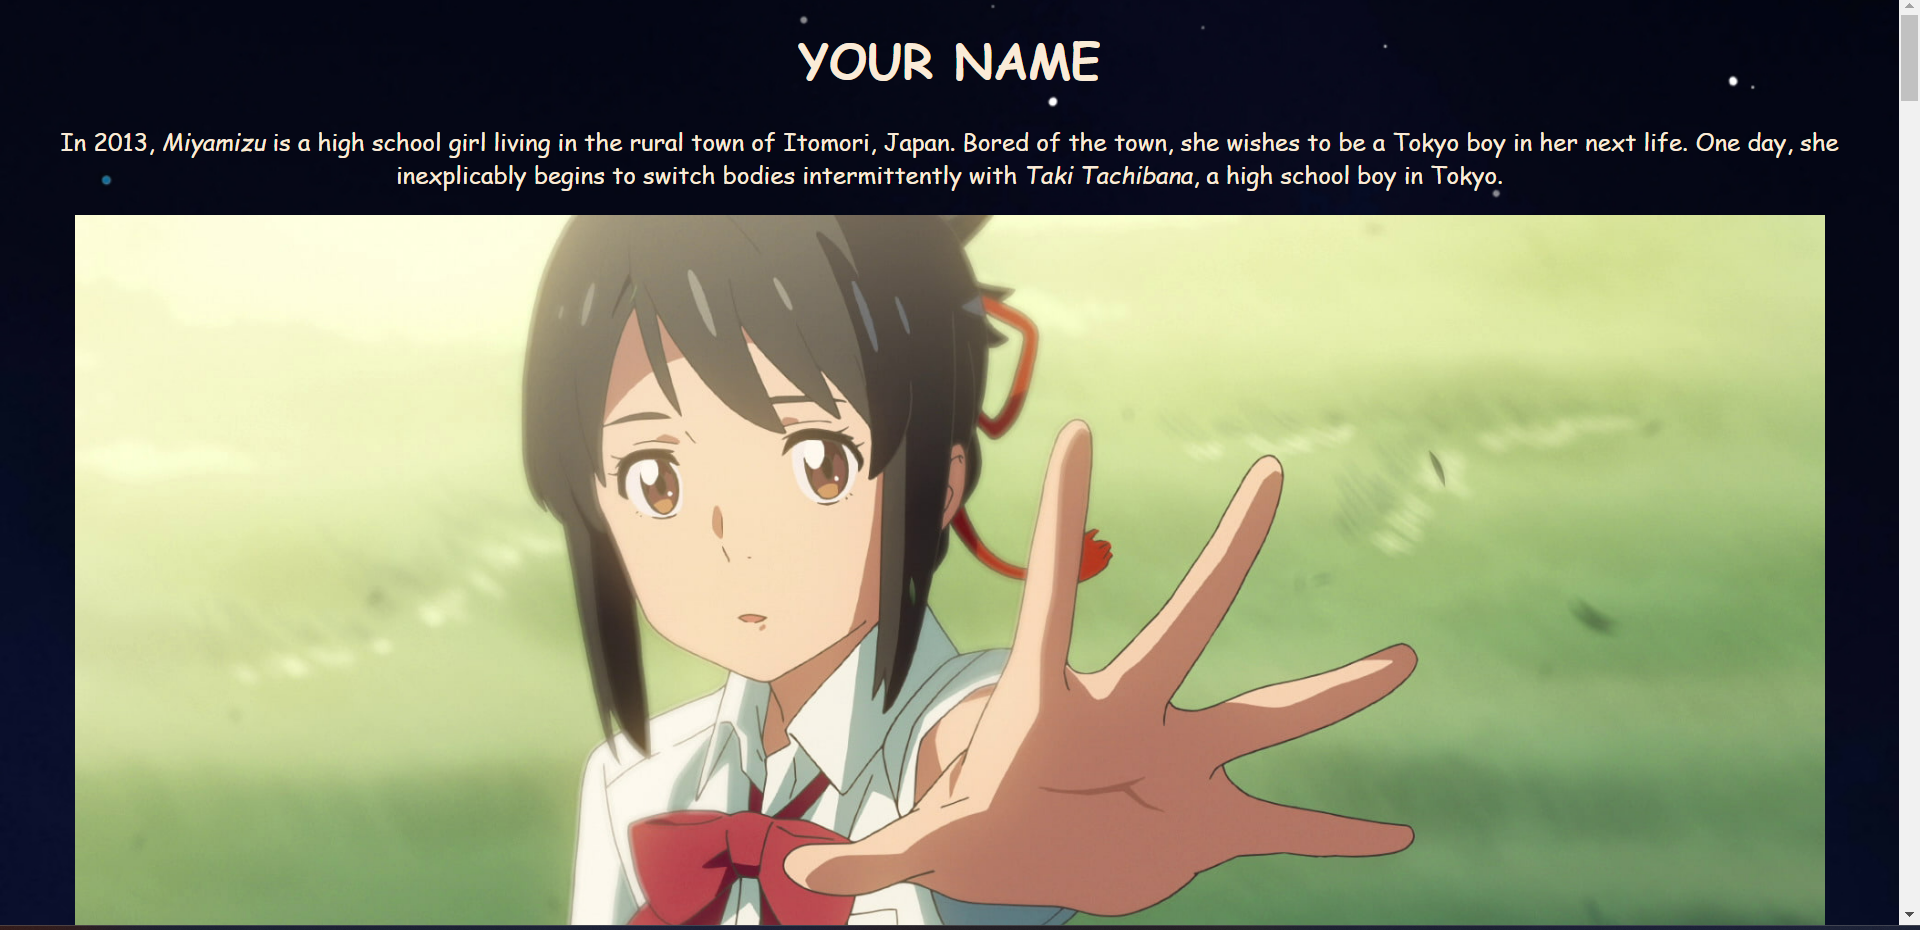 YOUR NAME
In 2013, Miyamizu is a high school girl living in the rural town of Itomori, Japan. Bored of the town, she wishes to be a Tokyo boy in her next life. One day, she
inexplicably begins to switch bodies intermittently with Taki Tachibana, a high school boy in Tokyo.